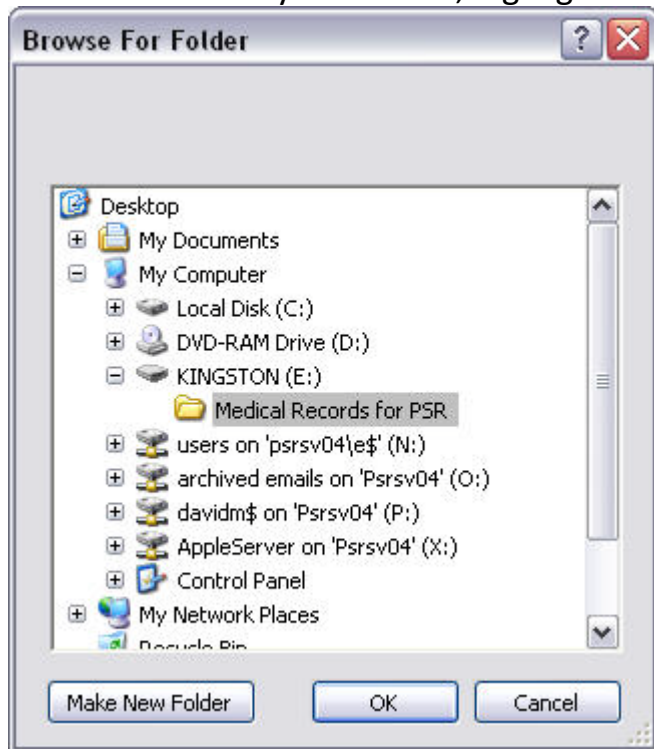 Browse For Folder
Desktop
My Documents
My Computer
Local Disk (C:)
DVD-RAM Drive (D:)
KINGSTON (E:)
Medical Records for PSR
users on 'psrsv04\e$' (N:)
archived emails on 'Psrsv04' (O:)
davidm$ on 'Psrsv04' (P:)
AppleServer on 'Psrsv04' (X:)
Control Panel
My Network Places
Recycle Bin
Make New Folder OK Cancel